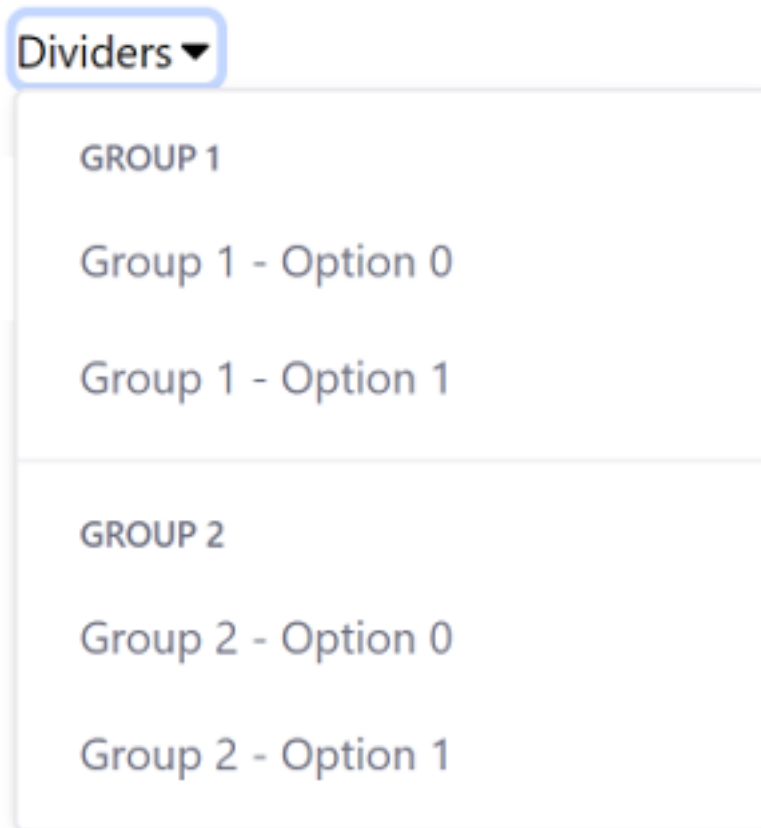 Dividers
GROUP 1
Group 1 - Option 0
Group 1 - Option 1
GROUP 2
Group 2 - Option 0
Group 2 - Option 1